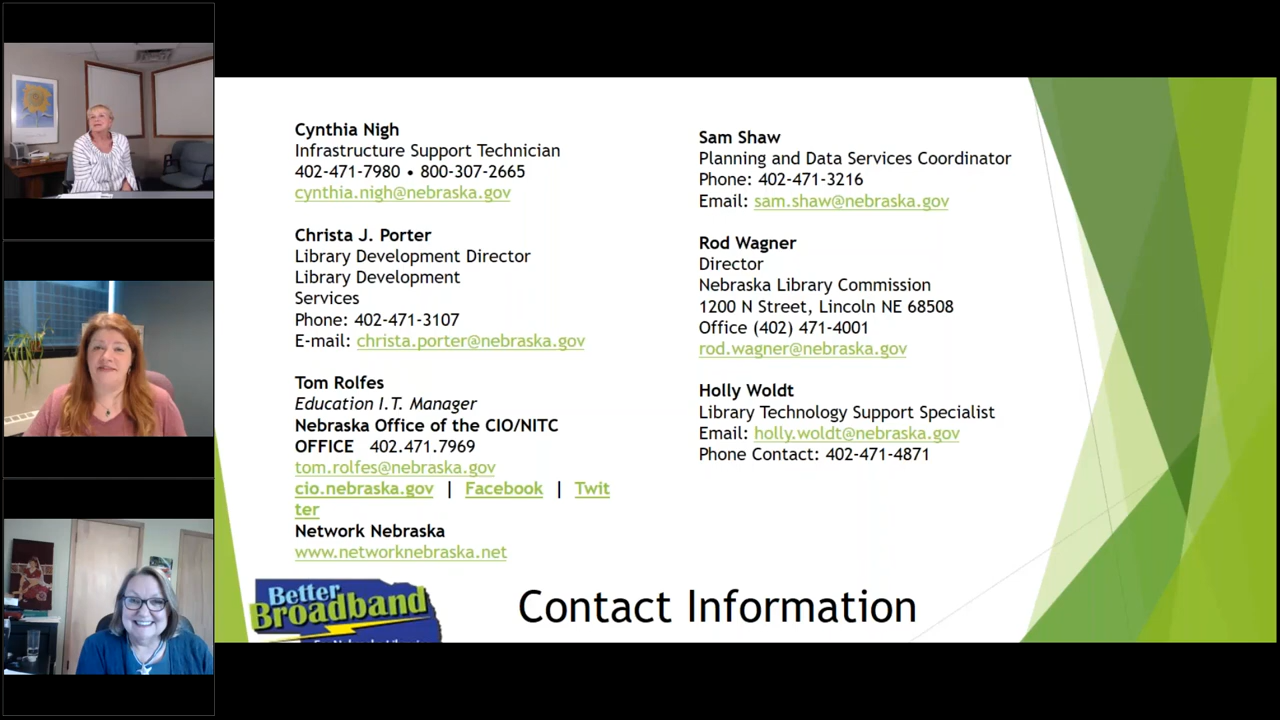 Cynthia Nigh
Infrastructure Support Technician
402-471-7980 • 800-307-2665
cynthia.nigh@nebraska.gov
Christa J. Porter
Library Development Director
Library Development
Services
Phone: 402-471-3107
E-mail: christa.porter@nebraska.gov
Tom Rolfes
Education I.T. Manager
Nebraska Office of the CIO/NITC
OFFICE 402.471.7969
tom.rolfes@nebraska.gov
cio.nebraska.gov | Facebook | Twit
ter
Network Nebraska
www.networknebraska.net
Sam Shaw
Planning and Data Services Coordinator
Phone: 402-471-3216
Email: sam.shaw@nebraska.gov
Rod Wagner
Director
Nebraska Library Commission
1200 N Street, Lincoln NE 68508
Office (402) 471-4001
rod.wagner@nebraska.gov
Holly Woldt
Library Technology Support Specialist
Email: holly.woldt@nebraska.gov
Phone Contact: 402-471-4871
Better
Broadband
Contact Information